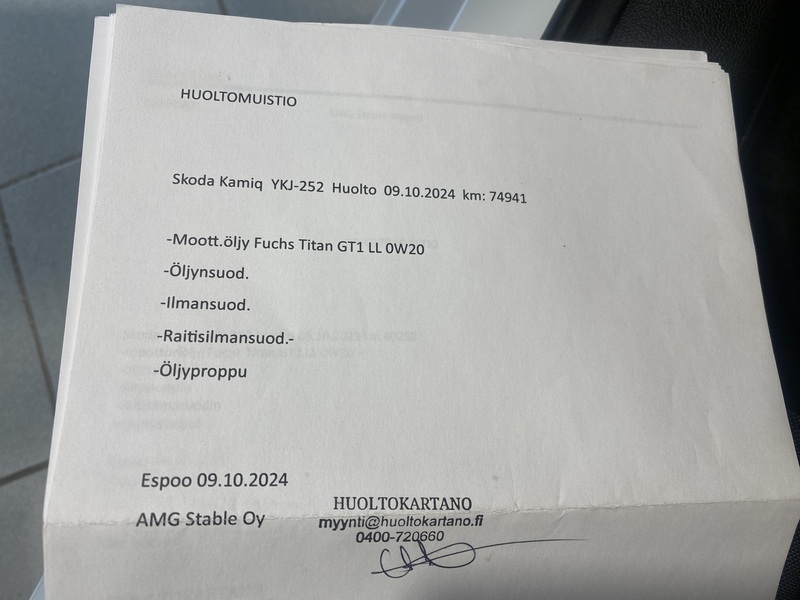 HUOLTOMUISTIO
Skoda Kamiq YKJ-252 Huolto 09.10.2024 km: 74941
-Moott.öljy Fuchs Titan GT1 LL 0W20
-Öljynsuod.
-Ilmansuod.
-Raitisilmansuod.-
-Öljyproppu
Espoo 09.10.2024
AMG Stable Oy
HUOLTOKARTANO
myynti@huoltokartano.fi
0400-720660